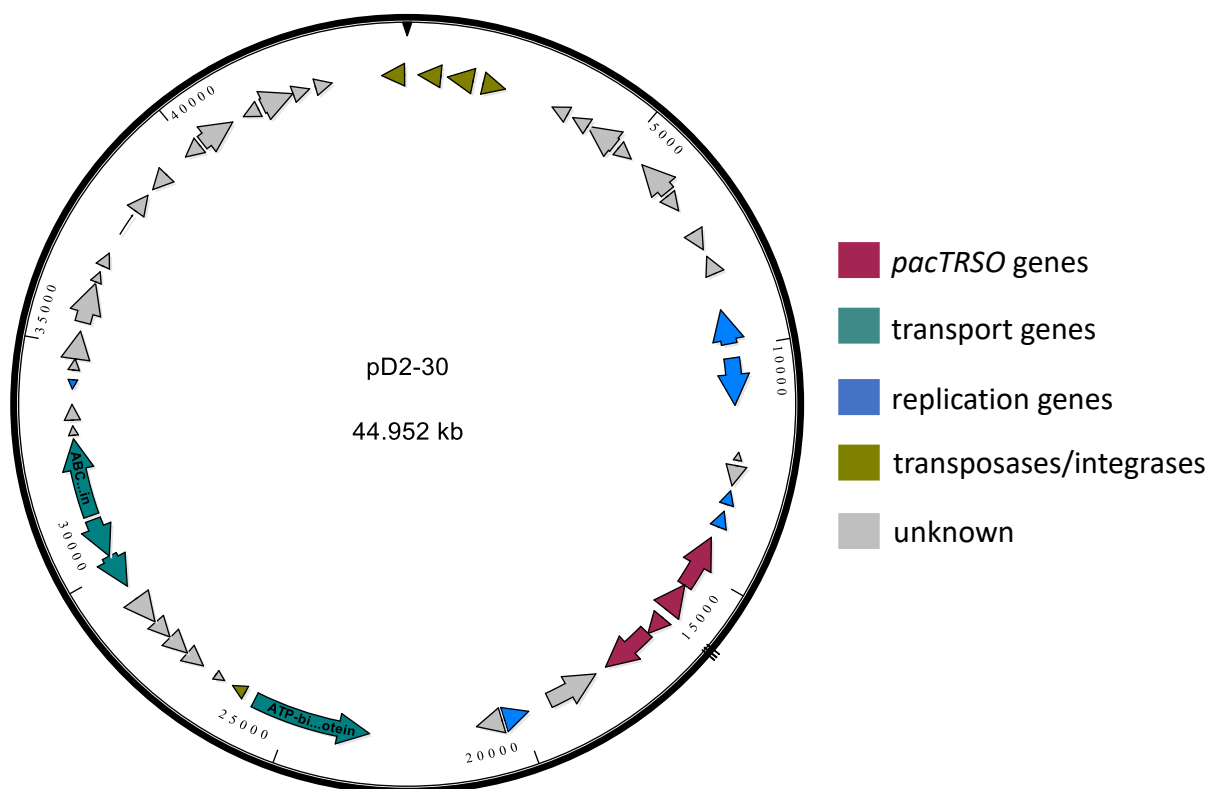 40000
5000
35000
pD2-30
10000
44.952 kb
ABC...in
30000
15000
ATP-bi...otein
25000
20000
pacTRSO genes
transport genes
replication genes
transposases/integrases
unknown